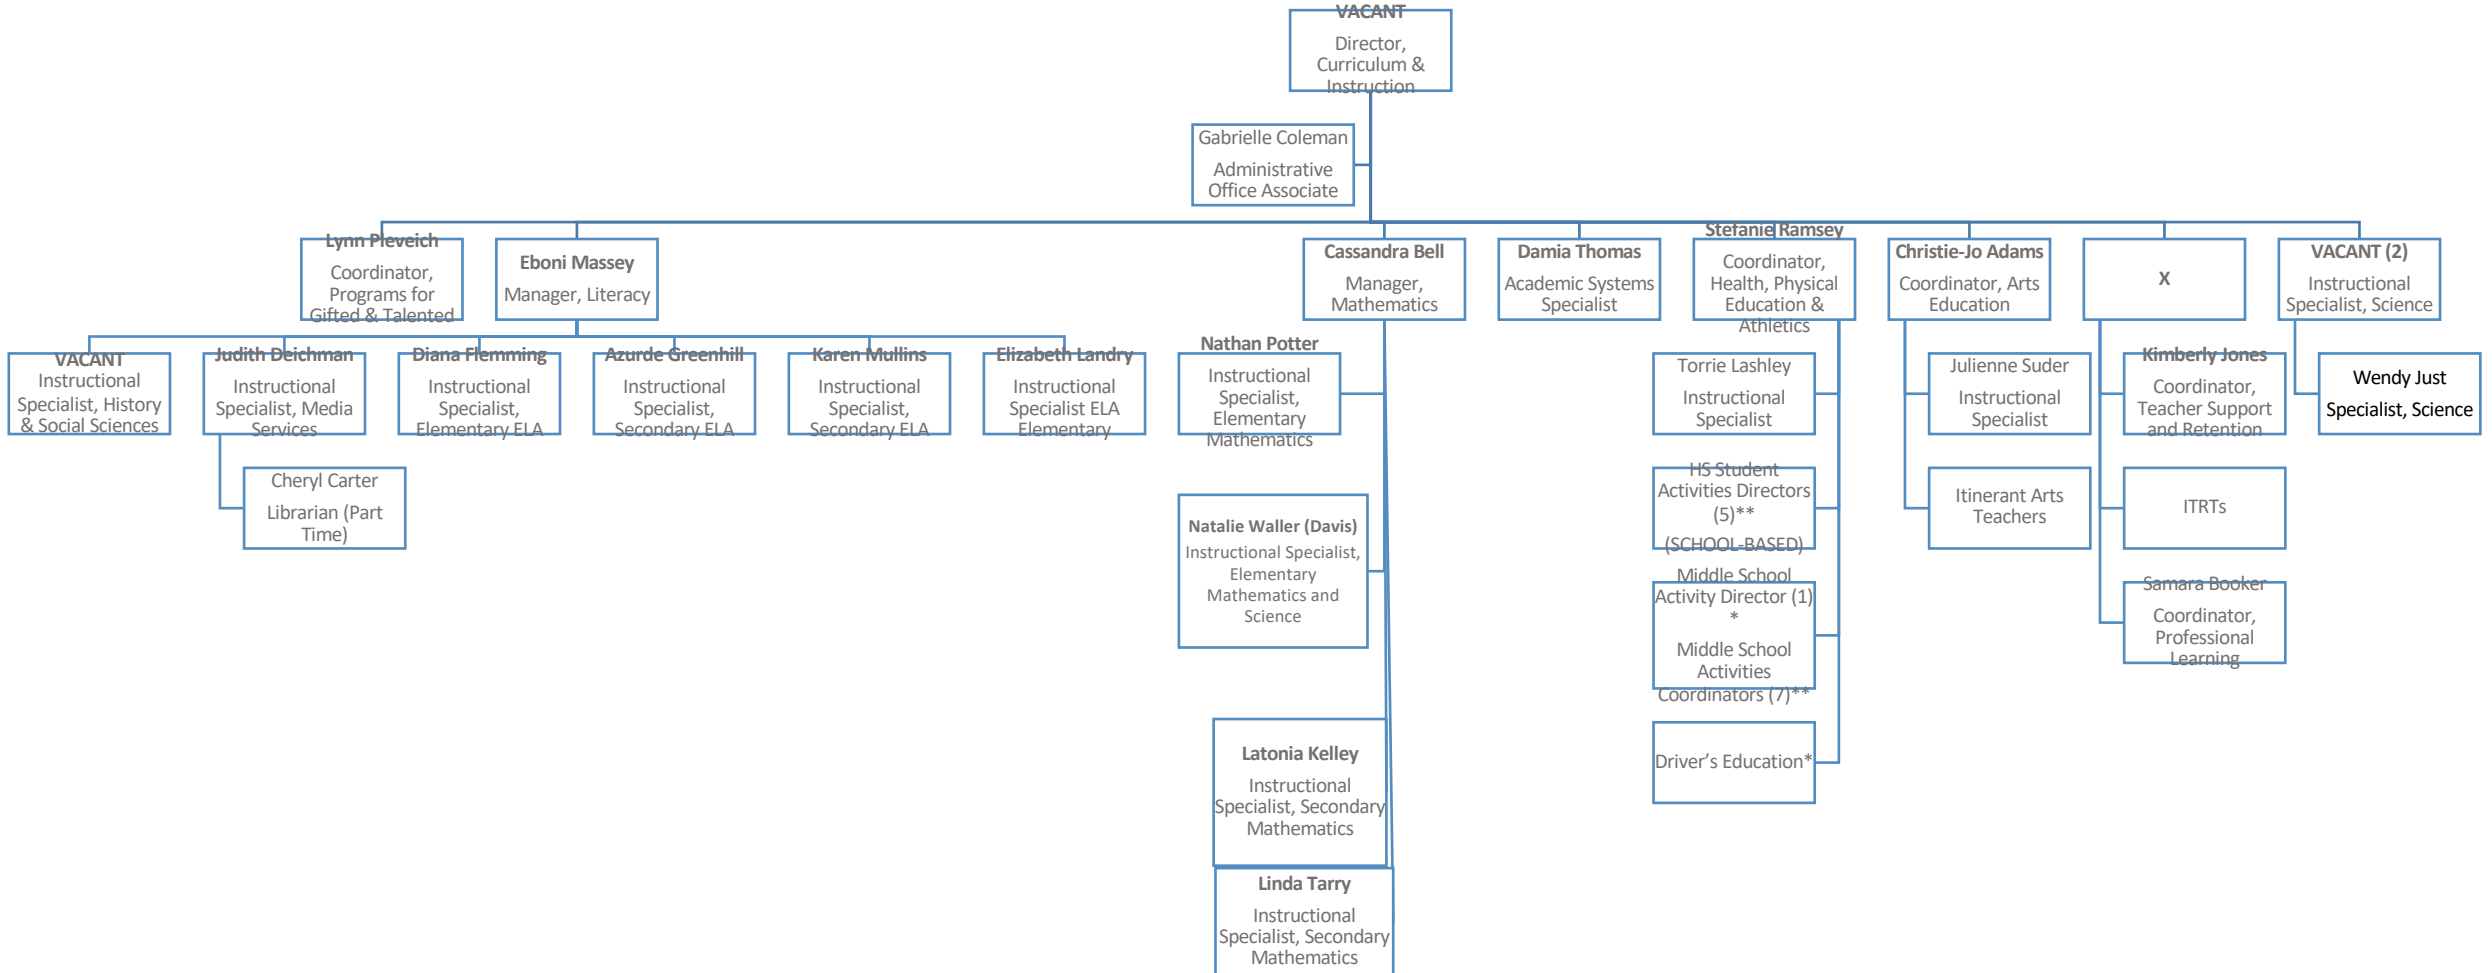 VACANT
Director,
Curriculum &
Instruction
Gabrielle Coleman
Administrative
Office Associate
Lynn Pleveich
Coordinator,
Programs for
Gifted & Talented
Eboni Massey
Manager, Literacy
Cassandra Bell
Manager,
Mathematics
Damia Thomas
Academic Systems
Specialist
Stefanie Ramsey
Coordinator,
Health, Physical
Education &
Athletics
Christie-Jo Adams
Coordinator, Arts
Education
X
VACANT (2)
Instructional
Specialist, Science
VACANT
Instructional
Specialist, History
& Social Sciences
Judith Deichman
Instructional
Specialist, Media
Services
Diana Flemming
Instructional
Specialist,
Elementary ELA
Azurde Greenhill
Instructional
Specialist,
Secondary ELA
Karen Mullins
Instructional
Specialist,
Secondary ELA
Elizabeth Landry
Instructional
Specialist ELA
Elementary
Nathan Potter
Instructional
Specialist,
Elementary
Mathematics
Torrie Lashley
Instructional
Specialist
Julienne Suder
Instructional
Specialist
Kimberly Jones
Coordinator,
Teacher Support
and Retention
Wendy Just
Specialist, Science
Cheryl Carter
Librarian (Part
Time)
Natalie Waller (Davis)
Instructional Specialist,
Elementary
Mathematics and
Science
HS Student
Activities Directors
(5)**
(SCHOOL-BASED)
Itinerant Arts
Teachers
ITRTs
Middle School
Activity Director (1)
*
Middle School
Activities
Coordinators (7)**
Samara Booker
Coordinator,
Professional
Learning
Latonia Kelley
Instructional
Specialist, Secondary
Mathematics
Driver's Education*
Linda Tarry
Instructional
Specialist, Secondary
Mathematics